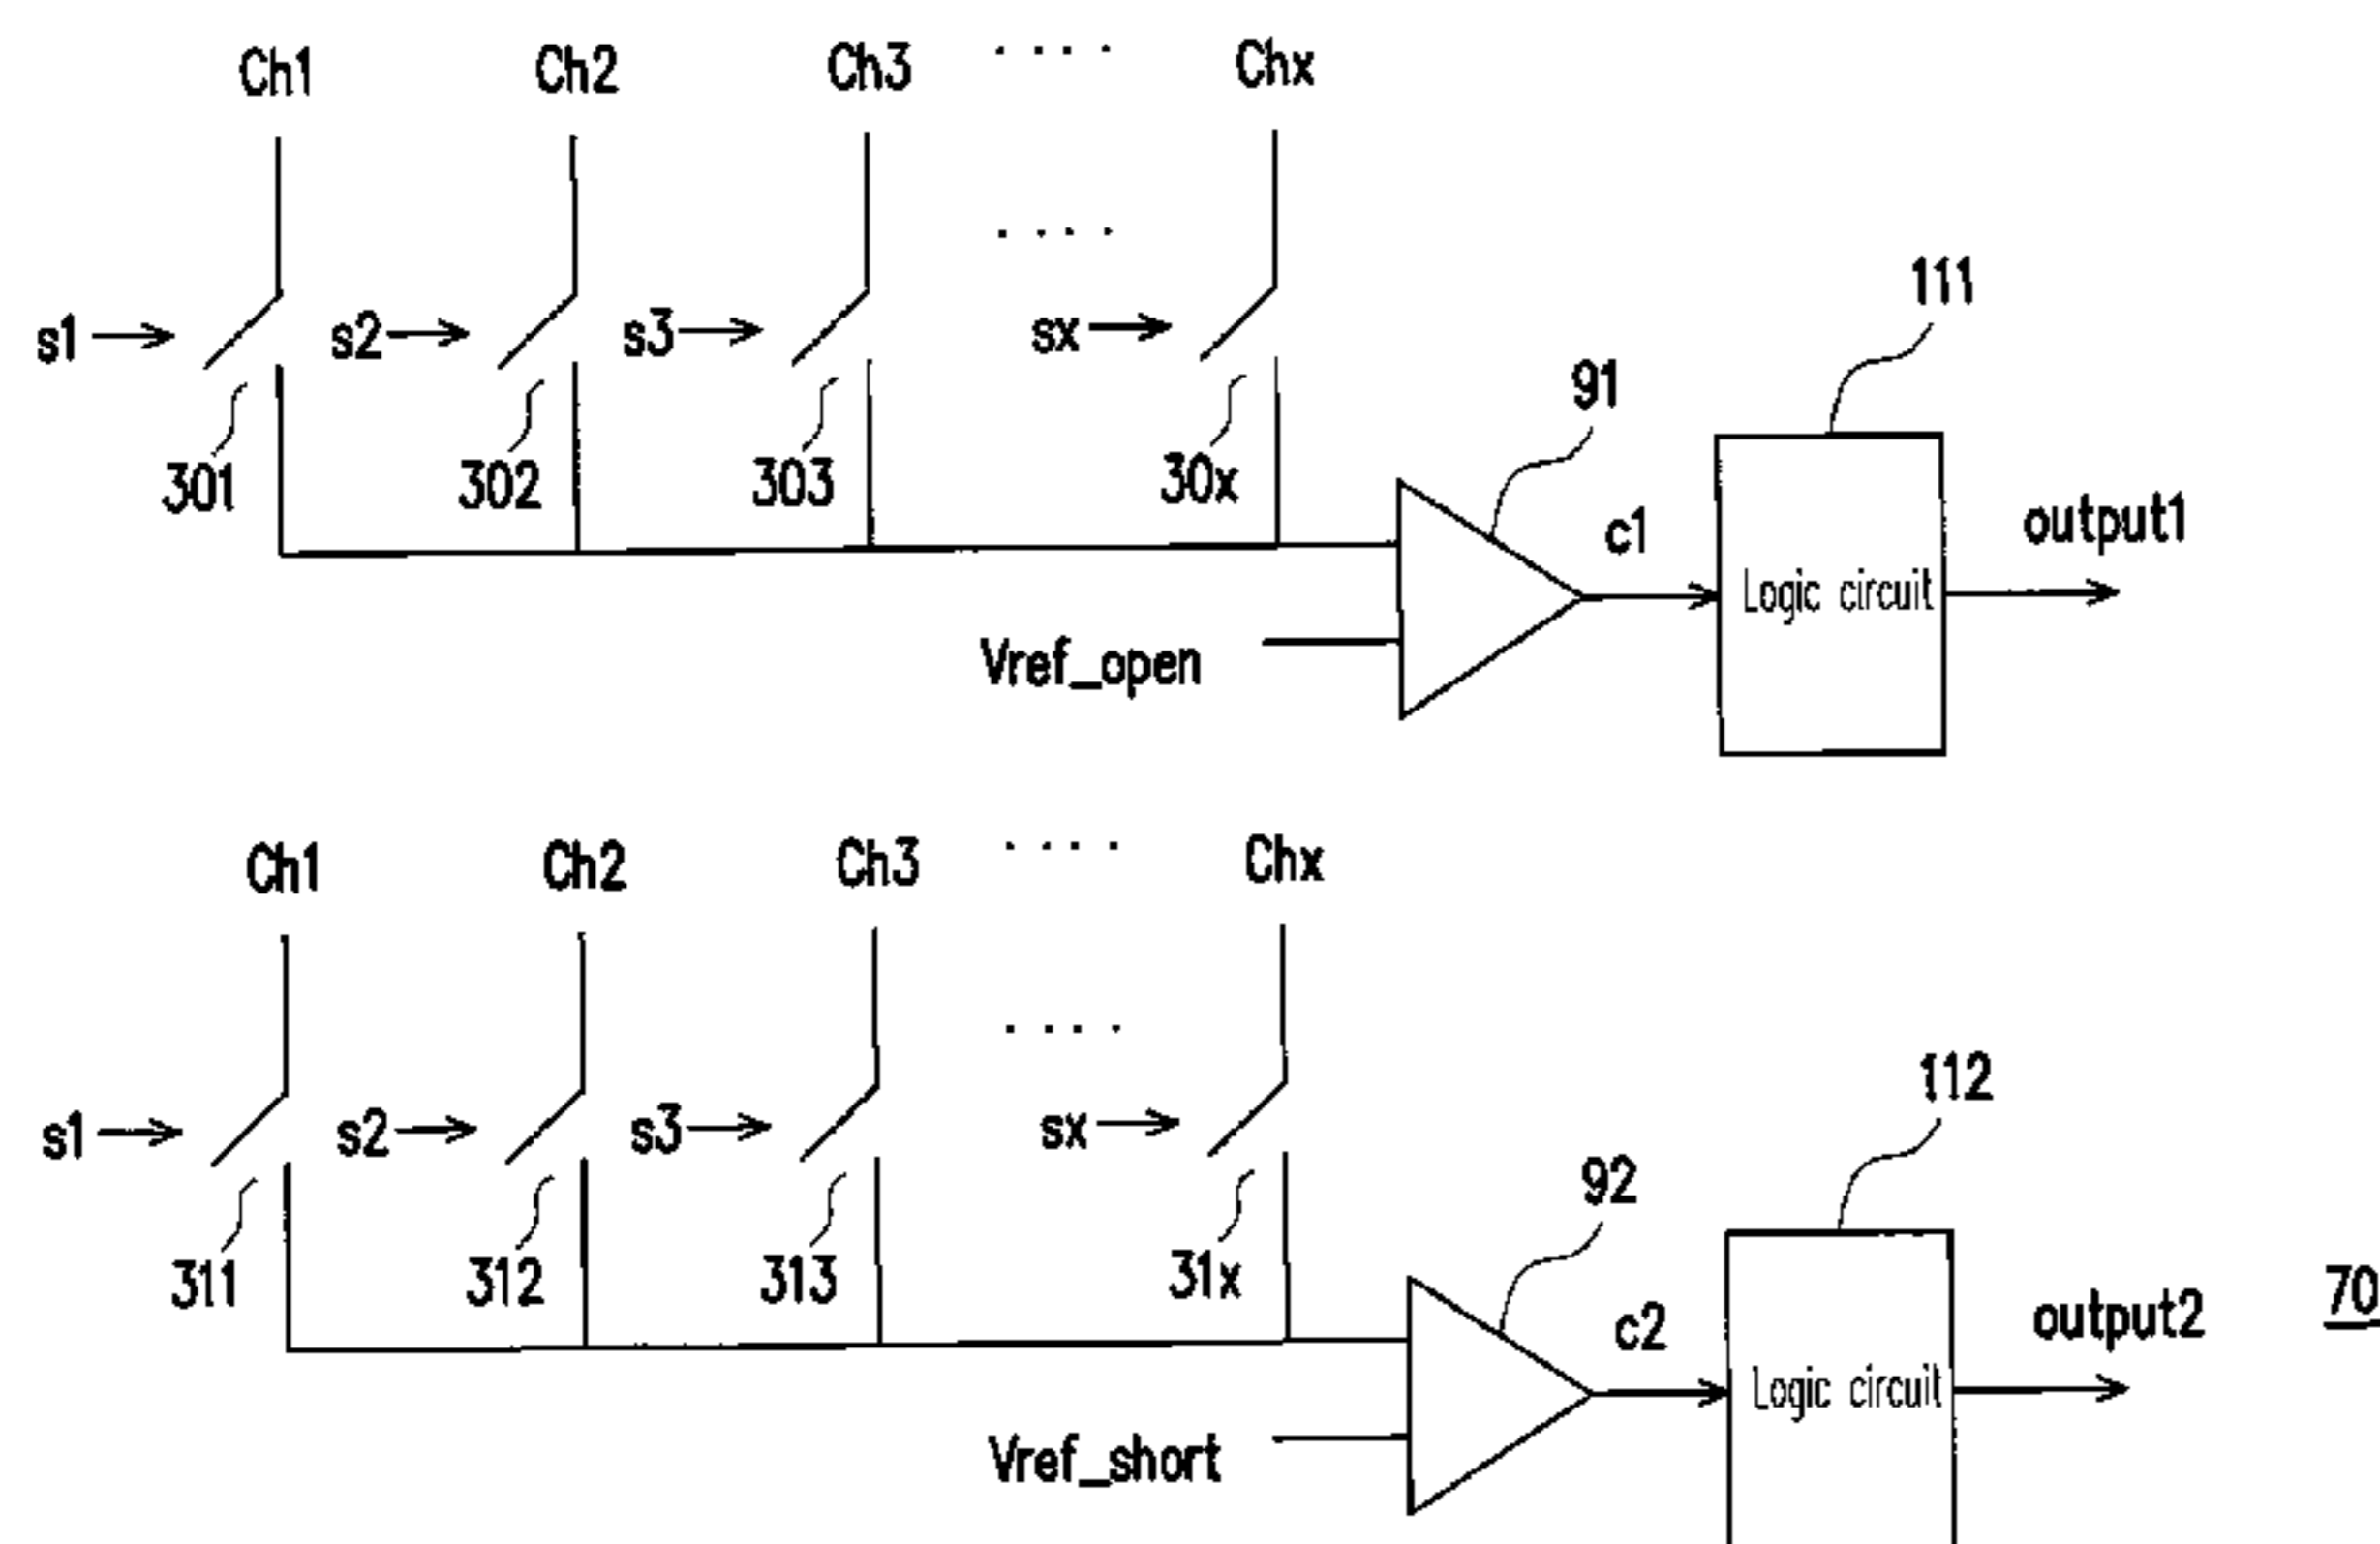 Ch1 Ch2 Ch3 .... Chx
....
111
s1 s2 s3 sx
91
301 302 303 30x
c1 output1
Logic circuit
Vref_open
Ch1 Ch2 Ch3 .... Chx
....
112
s1 s2 s3 sx
92
311 312 313 31x
c2 output2 70
Logic circuit
Vref_short